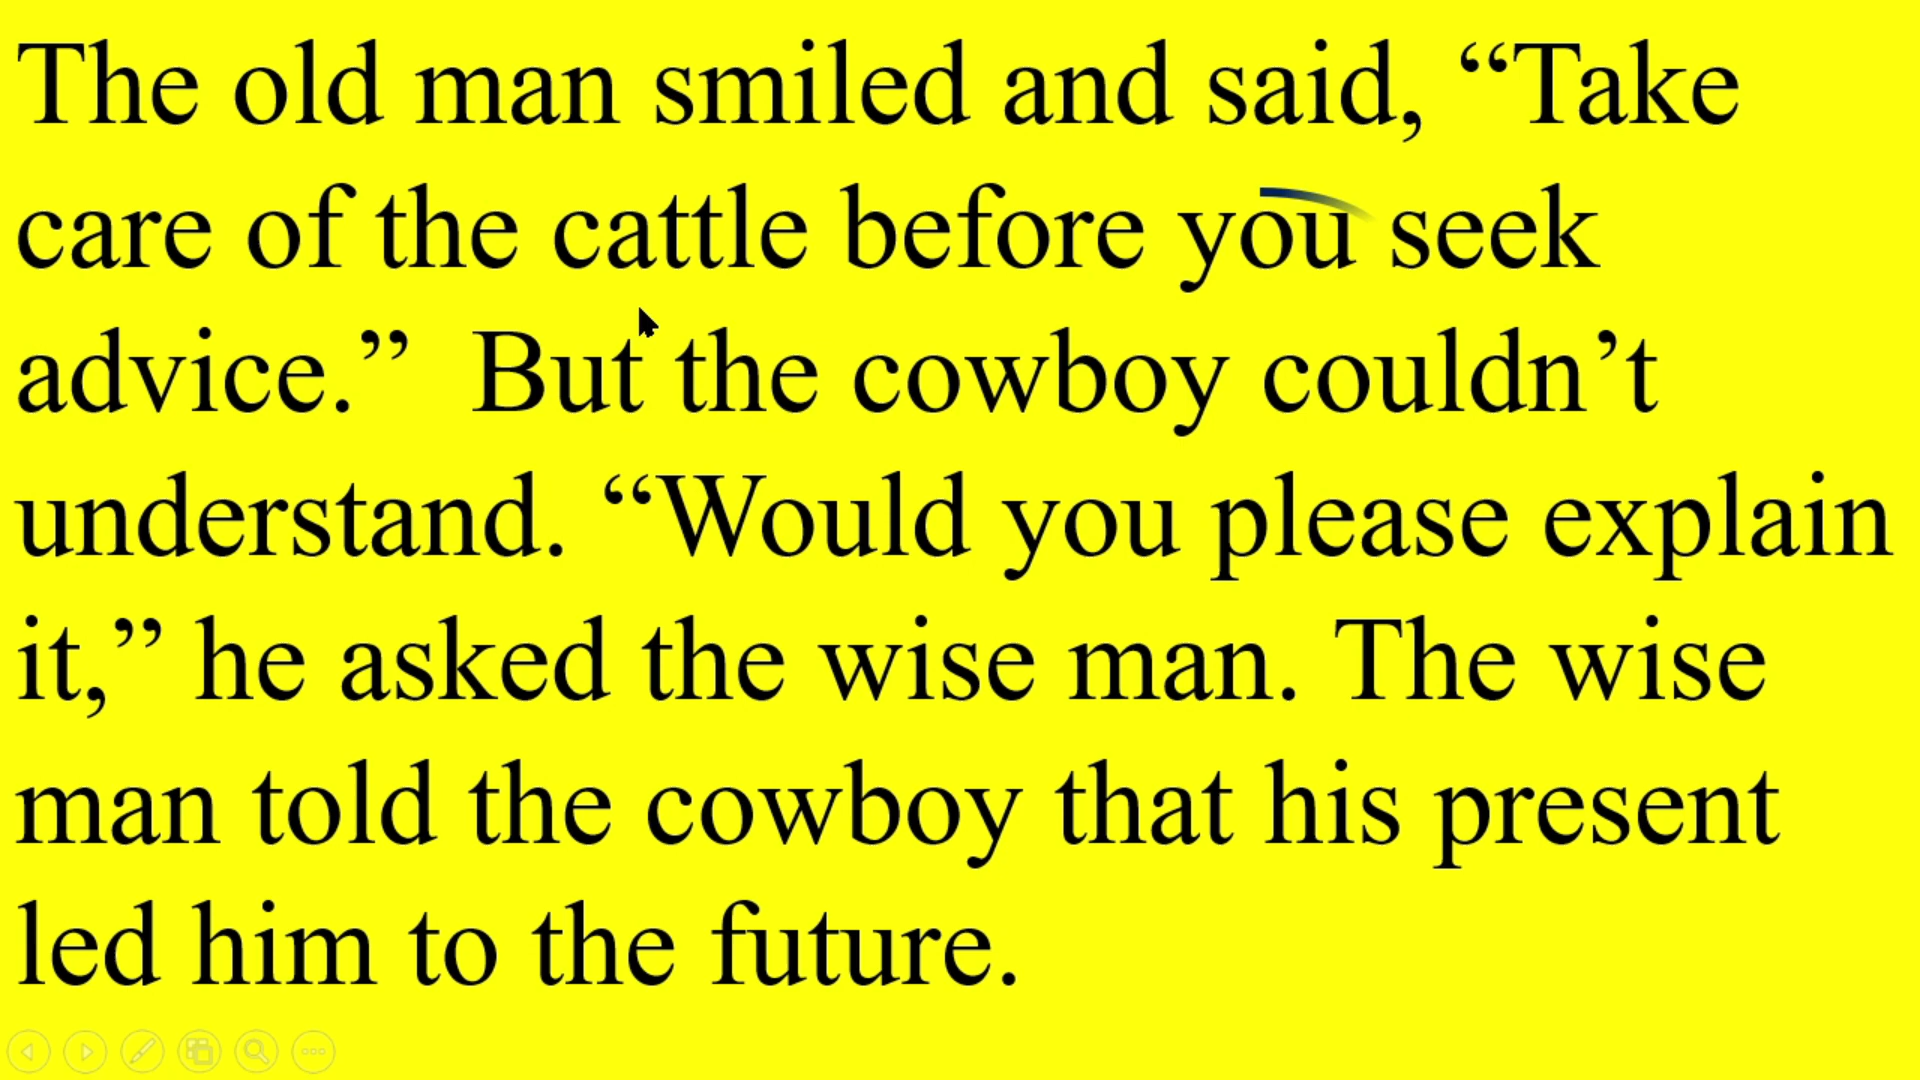 The old man smiled and said, “Take
care of the cattle before you seek
advice.”  But the cowboy couldn’t
understand. “Would you please explain
it,” he asked the wise man. The wise
man told the cowboy that his present
led him to the future.